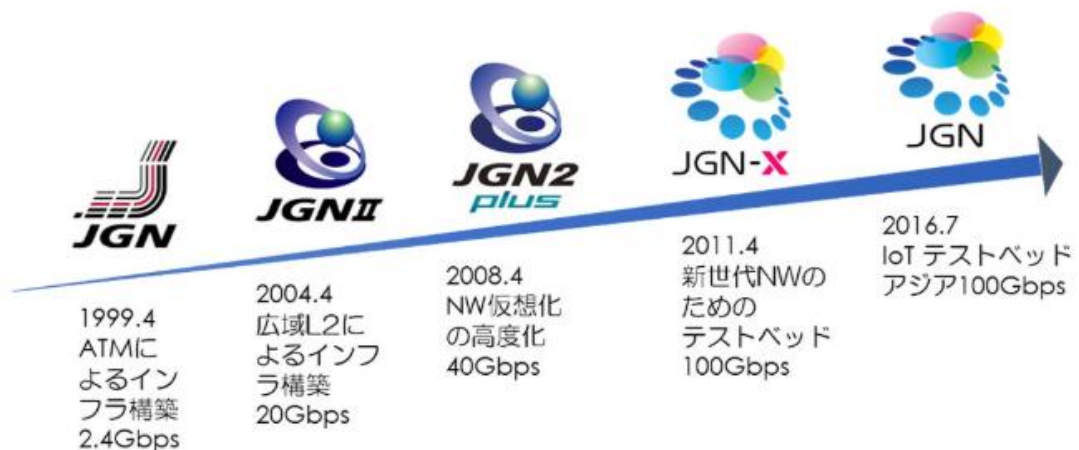 JGN
1999.4
ATMに
よるイン
フラ構築
2.4Gbps
JGNⅡ
2004.4
広域L2に
よるインフ
ラ構築
20Gbps
JGN2
plus
2008.4
NW仮想化
の高度化
40Gbps
JGN-X
2011.4
新世代NWの
ための
テストベッド
100Gbps
JGN
2016.7
IoT テストベッド
アジア100Gbps